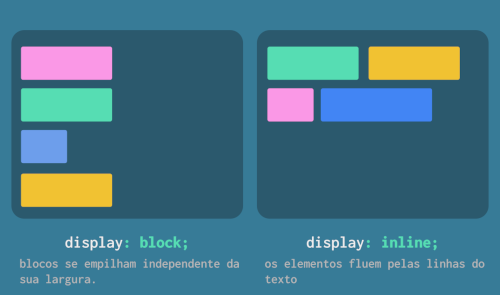 display: block;
blocos se empilham independente da
sua largura.
display: inline;
os elementos fluem pelas linhas do
texto